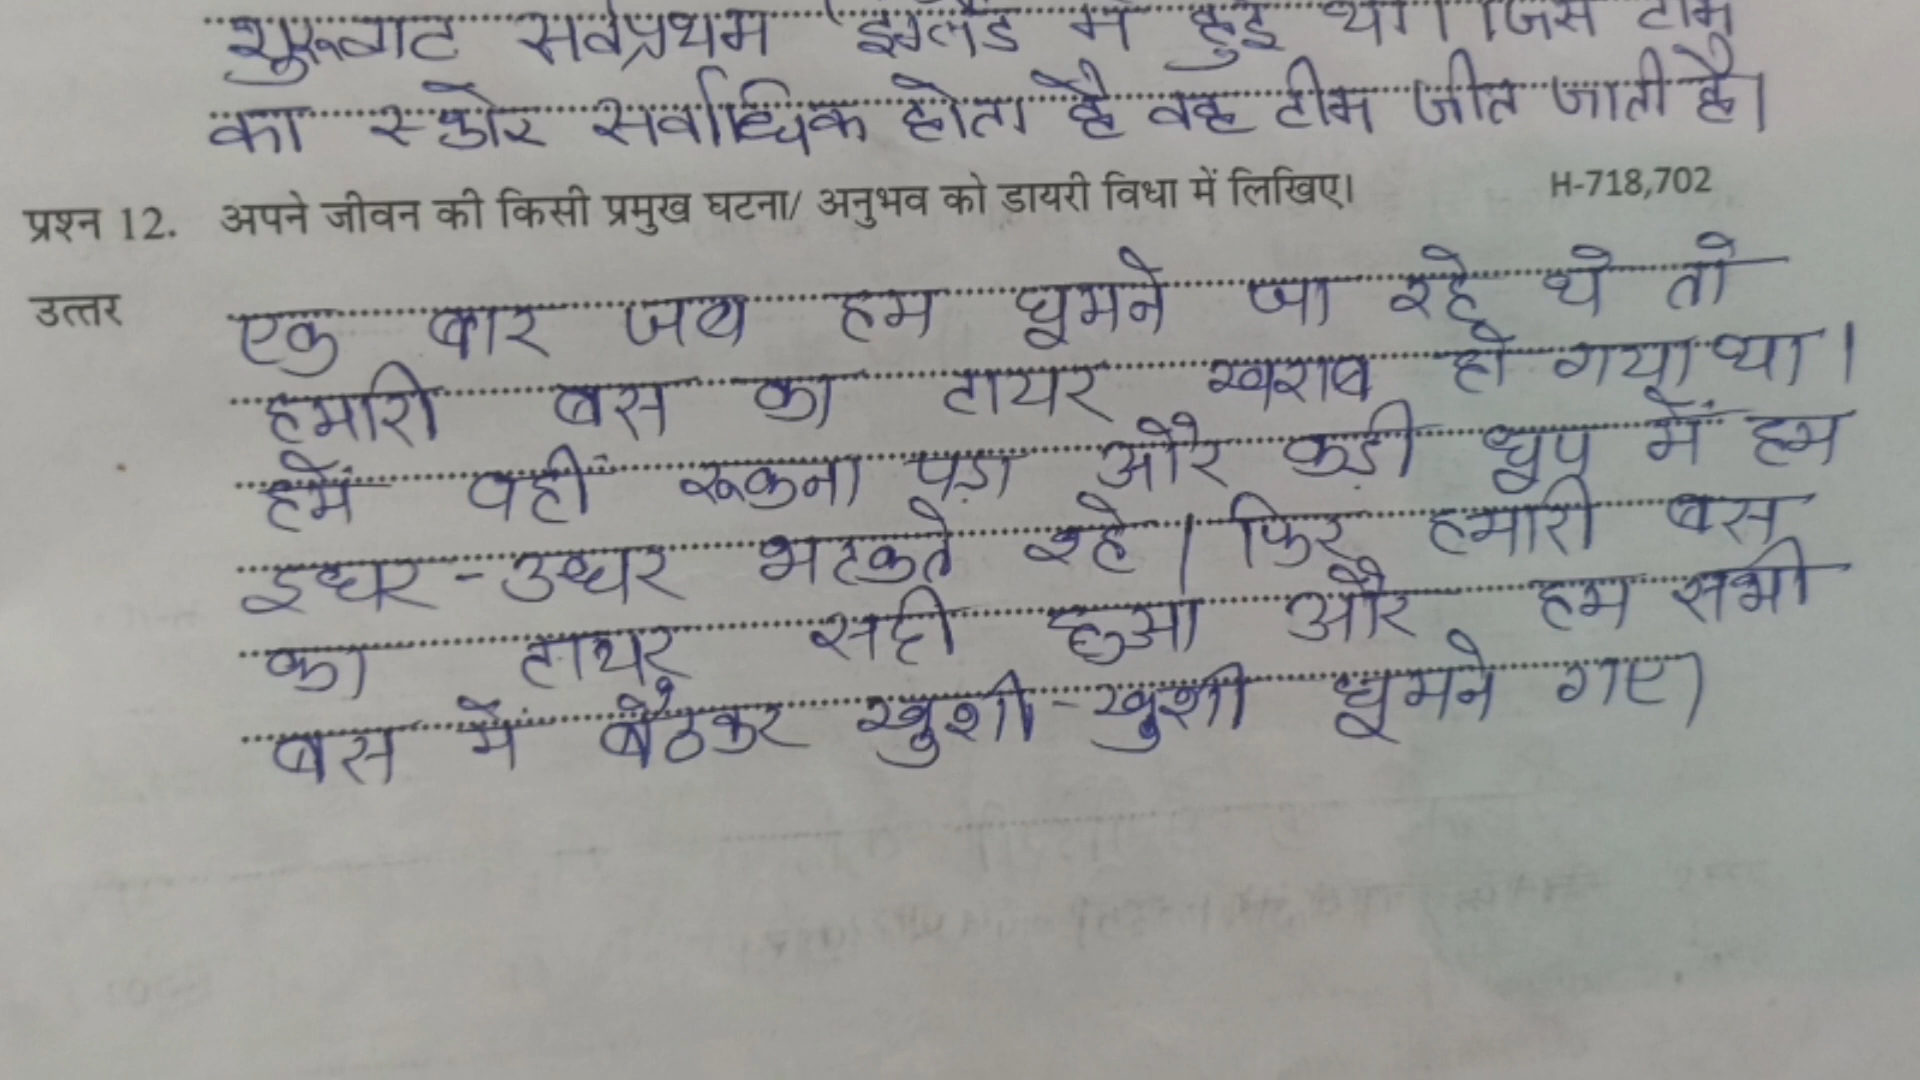 शुरूवात सर्वप्रथम इंग्लैंड में हुई थी। जिस टीम
का स्कोर सर्वाधिक होता है वह टीम जीत जाती है।
प्रश्न 12. अपने जीवन की किसी प्रमुख घटना/ अनुभव को डायरी विधा में लिखिए। H-718,702
उत्तर एक बार जब हम घूमने जा रहे थे तो
हमारी बस का टायर खराब हो गया था।
हमें वहीं रूकना पड़ा और कड़ी धूप में हम
इधर-उधर भटकते रहे। फिर हमारी बस
का टायर सही हुआ और हम सभी
बस में बैठकर खुशी-खुशी घूमने गए।